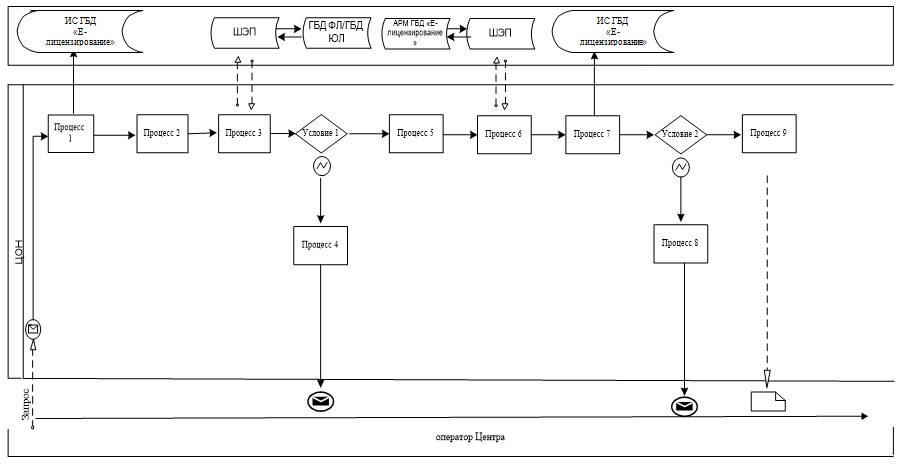 ИС ГБД
«Е-
лицензирование»
ШЭП
ГБД ФЛ/ГБД
ЮЛ
АРМ ГБД «Е-
лицензирование
»
ШЭП
ИС ГБД
«Е-
лицензирование»
ЦОН
Процесс
1
Процесс 2
Процесс 3
Условие 1
Процесс 5
Процесс 6
Процесс 7
Условие 2
Процесс 9
Процесс 4
Процесс 8
Запрос
оператор Центра